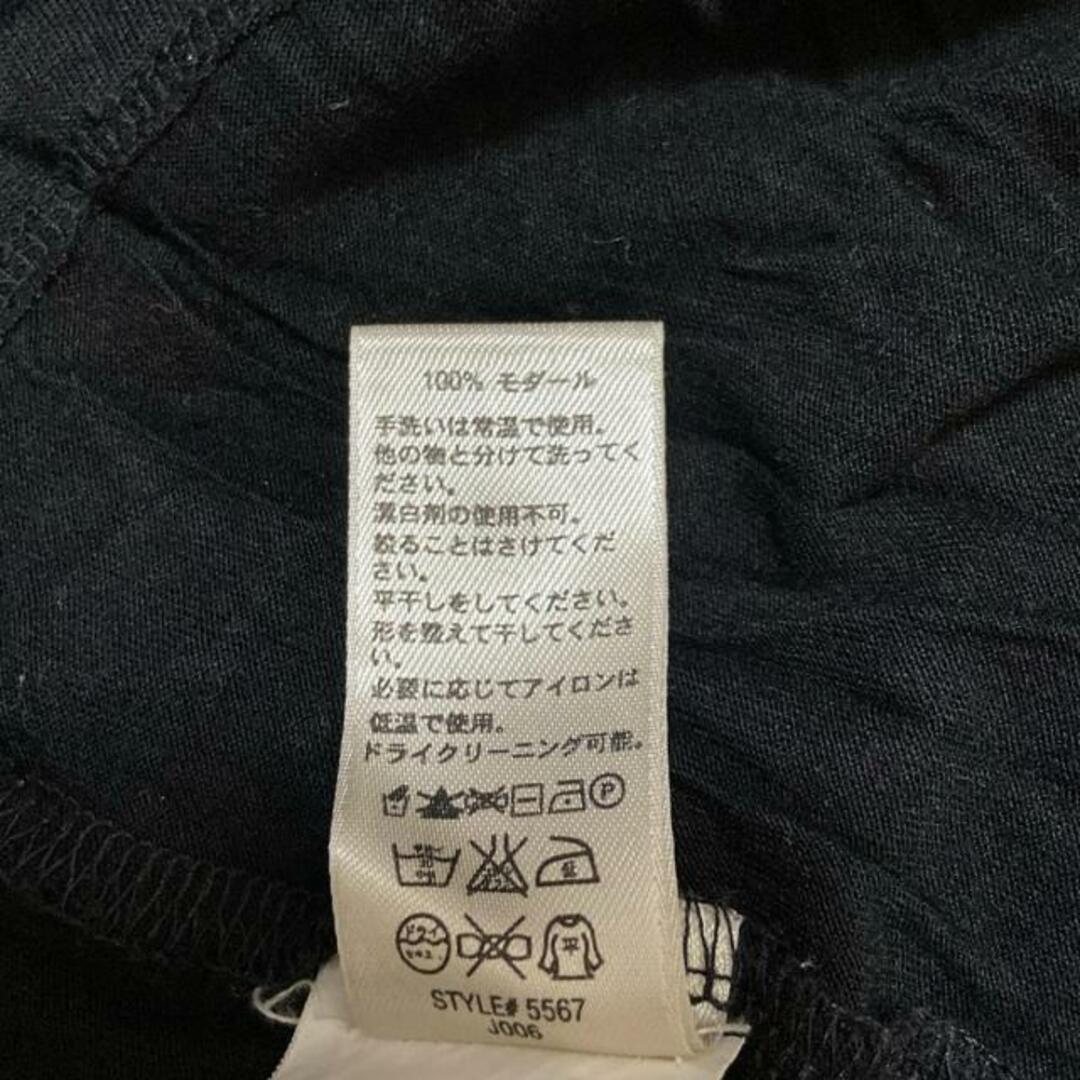 100% モダール
手洗いは常温で使用。
他の物と分けて洗ってく
ださい。
漂白剤の使用不可。
絞ることはさけてくだ
さい。
平干しをしてください。
形を整えて干してくださ
い。
必要に応じてアイロンは
低温で使用。
ドライクリーニング可能。
P
低
ドライ
平
STYLE# 5567
J006